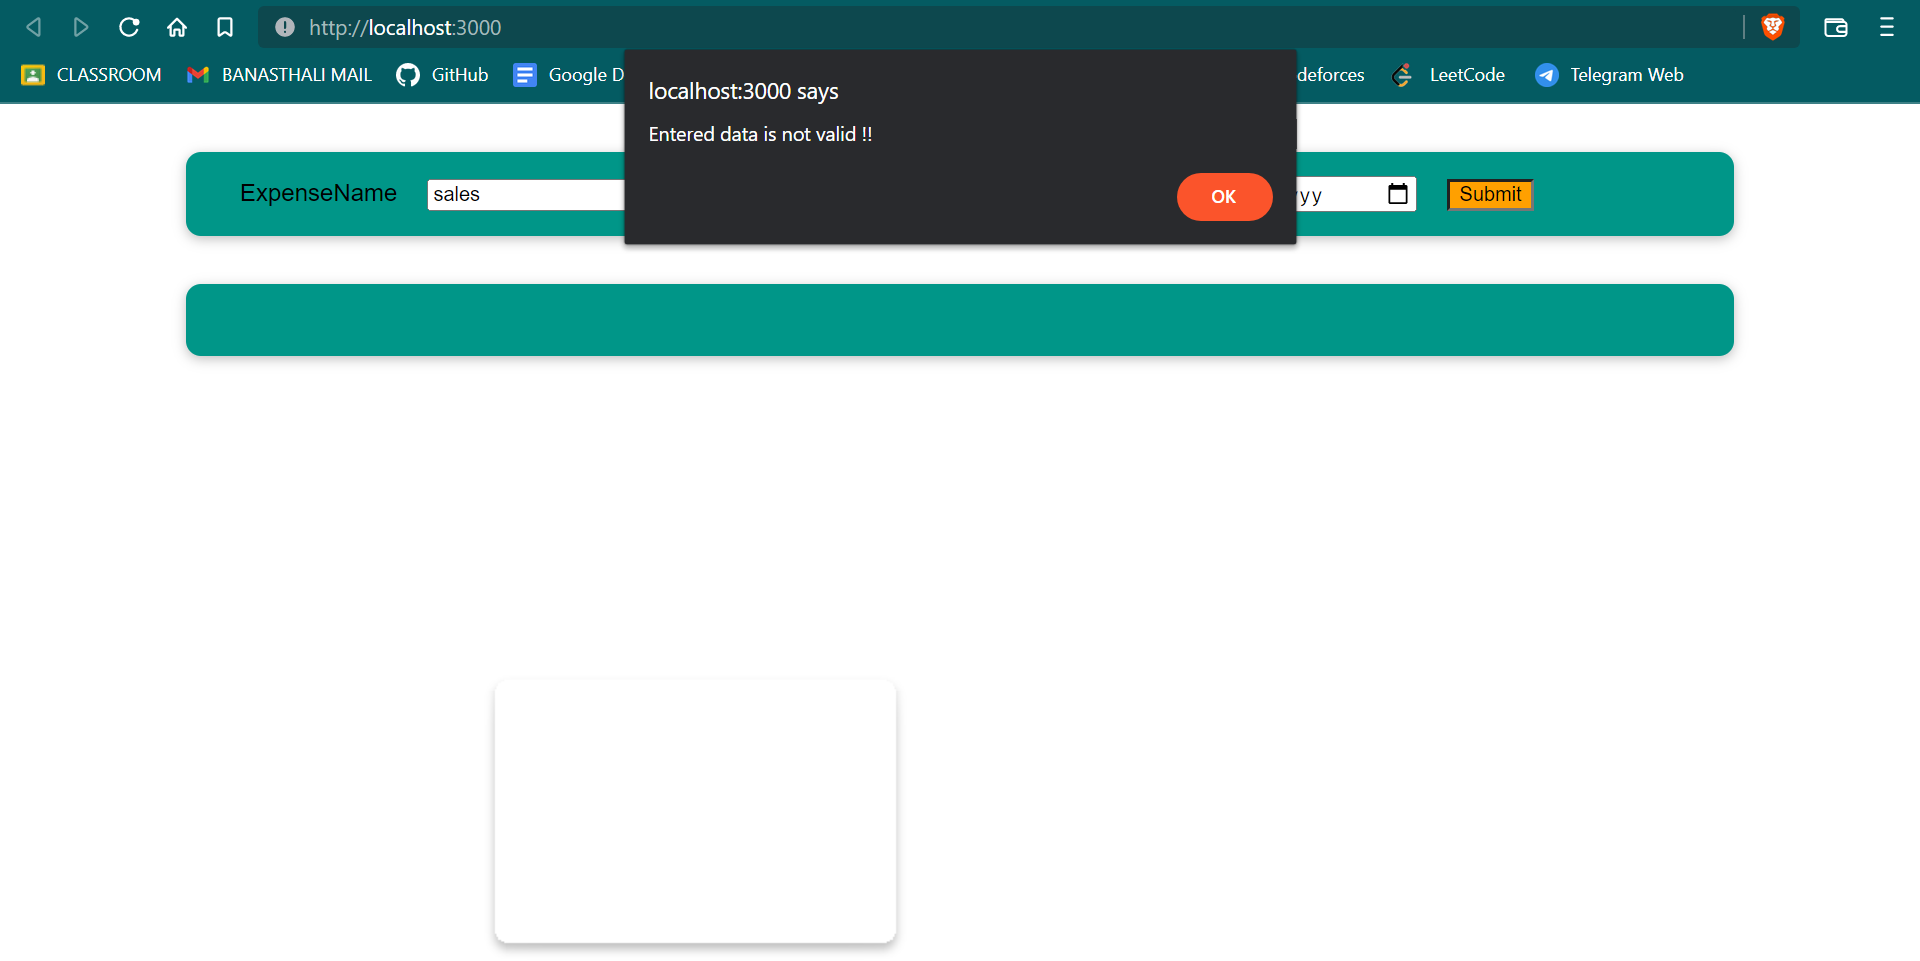 http://localhost:3000
CLASSROOM BANASTHALI MAIL GitHub Google D deforces LeetCode Telegram Web
localhost:3000 says
Entered data is not valid !!
OK
ExpenseName sales yyy Submit